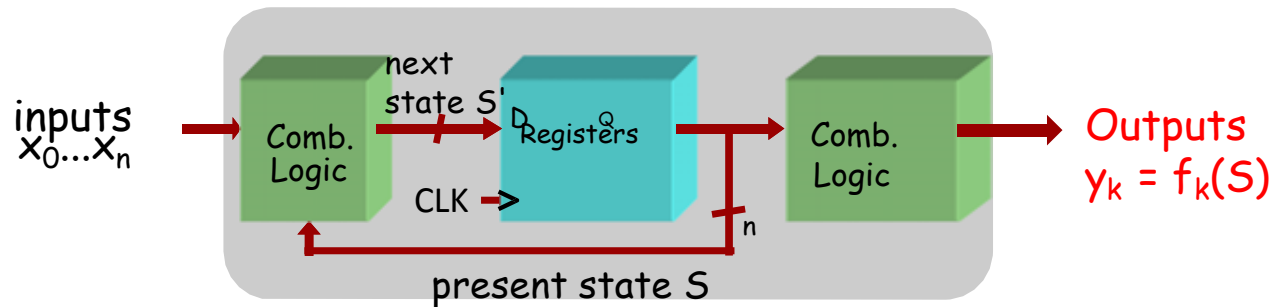 inputs
x0...xn
Comb.
Logic
next
state S'
D
Q
Registers
CLK
n
present state S
Comb.
Logic
Outputs
yk = fk(S)